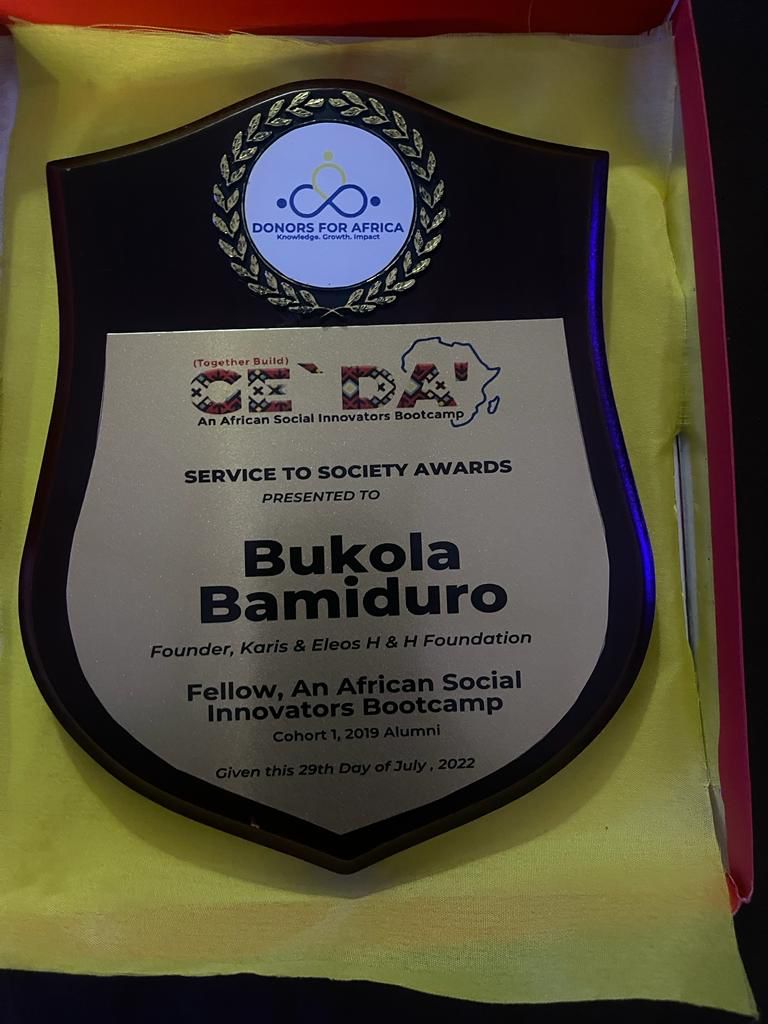 DONORS FOR AFRICA
Knowledge. Growth. Impact
(Together Build)
CE` DA'
An African Social Innovators Bootcamp
SERVICE TO SOCIETY AWARDS
PRESENTED TO
Bukola
Bamiduro
Founder, Karis & Eleos H & H Foundation
Fellow, An African Social
Innovators Bootcamp
Cohort 1, 2019 Alumni
Given this 29th Day of July , 2022